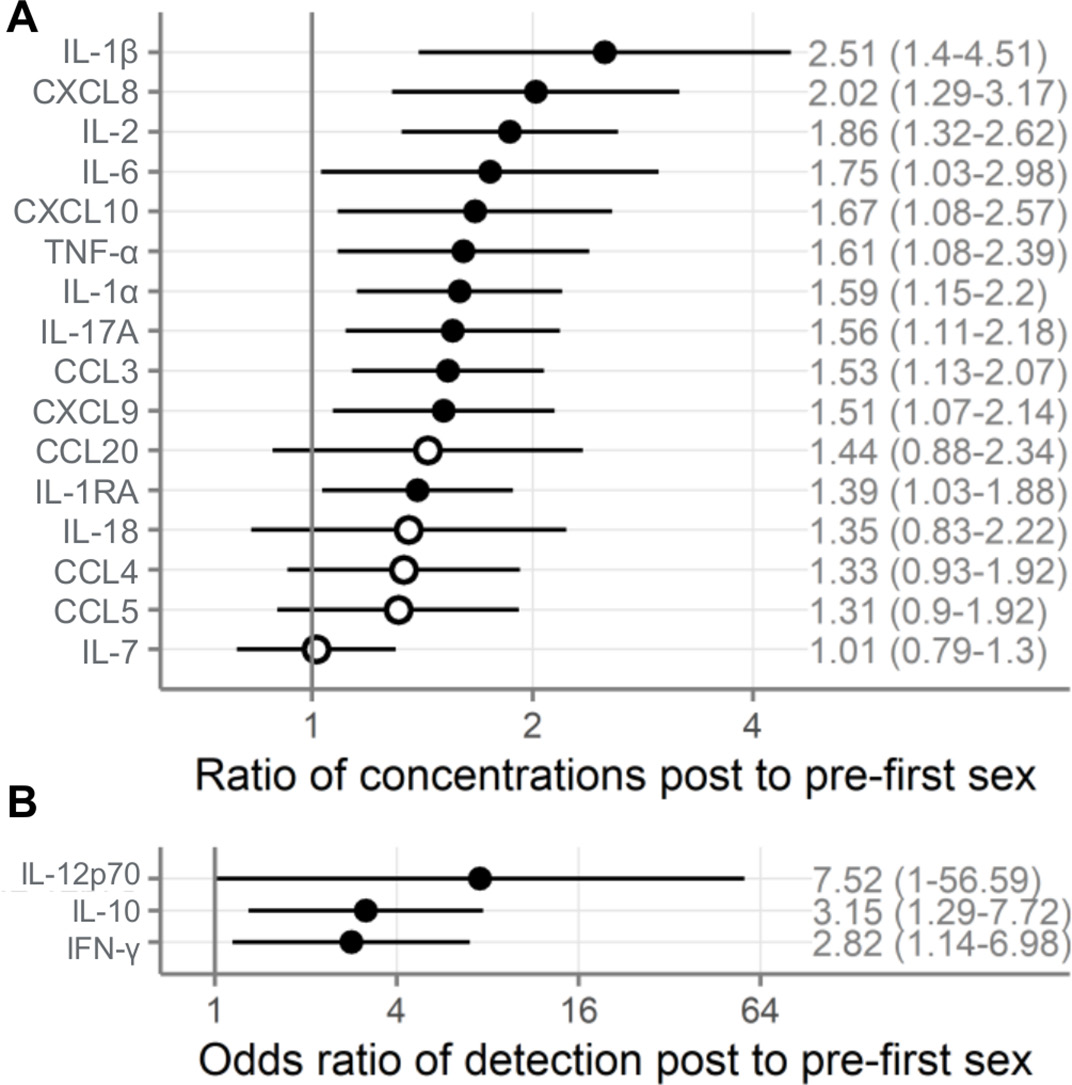 A
IL-1β 2.51 (1.4-4.51)
CXCL8 2.02 (1.29-3.17)
IL-2 1.86 (1.32-2.62)
IL-6 1.75 (1.03-2.98)
CXCL10 1.67 (1.08-2.57)
TNF-α 1.61 (1.08-2.39)
IL-1α 1.59 (1.15-2.2)
IL-17A 1.56 (1.11-2.18)
CCL3 1.53 (1.13-2.07)
CXCL9 1.51 (1.07-2.14)
CCL20 1.44 (0.88-2.34)
IL-1RA 1.39 (1.03-1.88)
IL-18 1.35 (0.83-2.22)
CCL4 1.33 (0.93-1.92)
CCL5 1.31 (0.9-1.92)
IL-7 1.01 (0.79-1.3)
1 2 4
Ratio of concentrations post to pre-first sex
B
IL-12p70 7.52 (1-56.59)
IL-10 3.15 (1.29-7.72)
IFN-γ 2.82 (1.14-6.98)
1 4 16 64
Odds ratio of detection post to pre-first sex